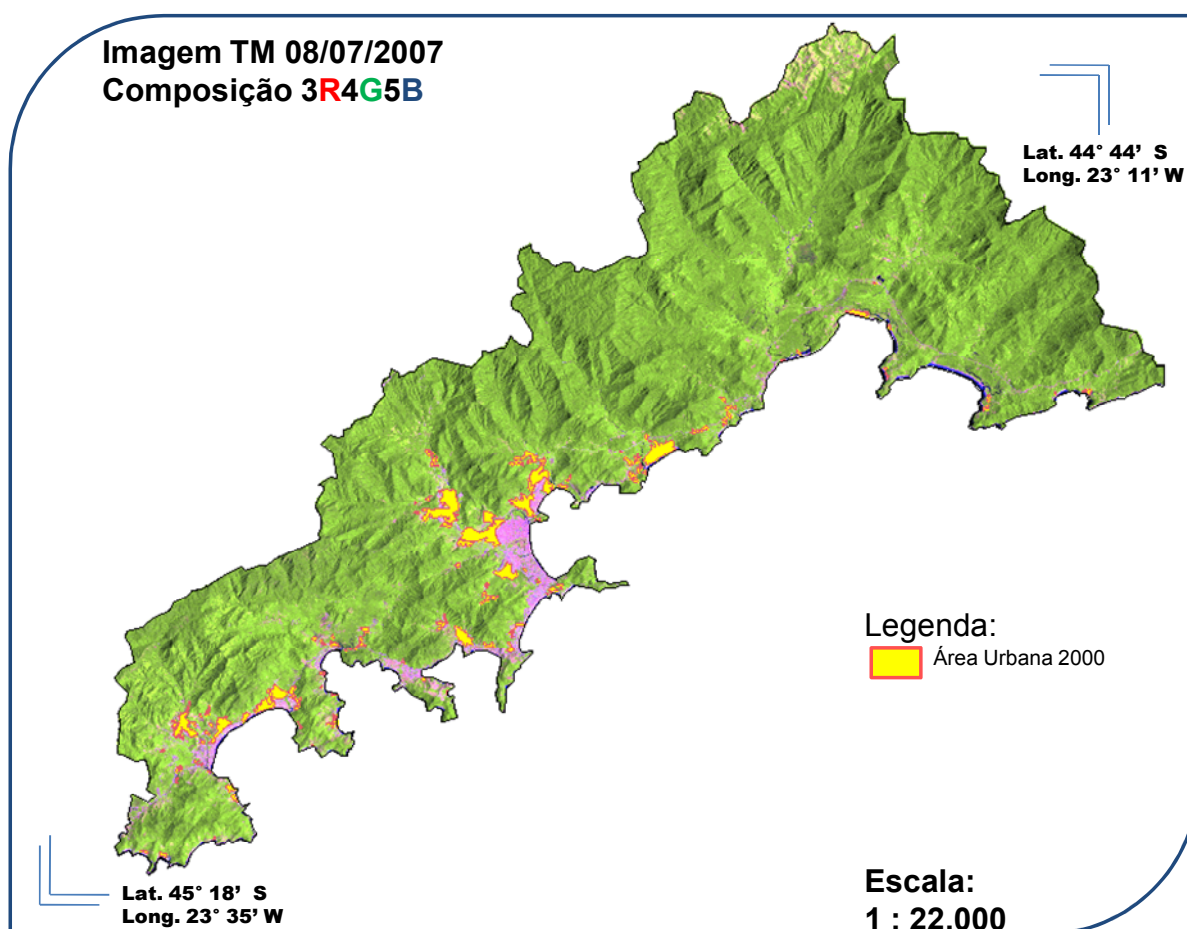 Imagem TM 08/07/2007
Composição 3R4G5B
Lat. 44° 44' S
Long. 23° 11' W
Legenda:
Área Urbana 2000
Lat. 45° 18' S
Long. 23° 35' W
Escala:
1 : 22.000